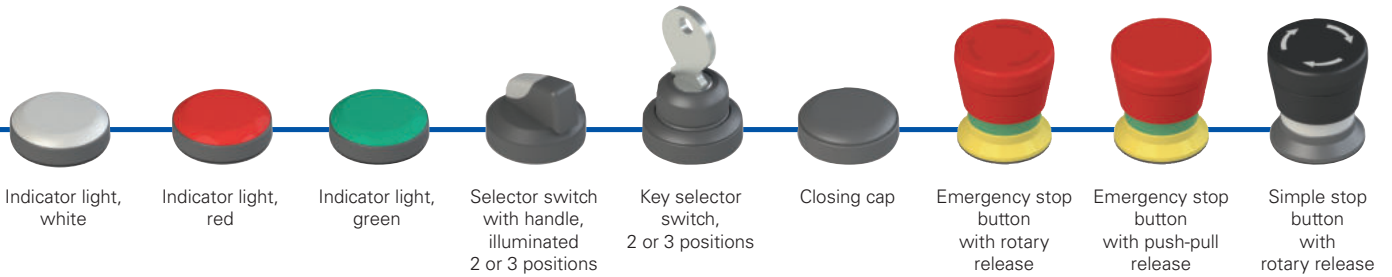 Indicator light,
white
Indicator light,
red
Indicator light,
green
Selector switch
with handle,
illuminated
2 or 3 positions
Key selector
switch,
2 or 3 positions
Closing cap
Emergency stop
button
with rotary
release
Emergency stop
button
with push-pull
release
Simple stop
button
with
rotary release